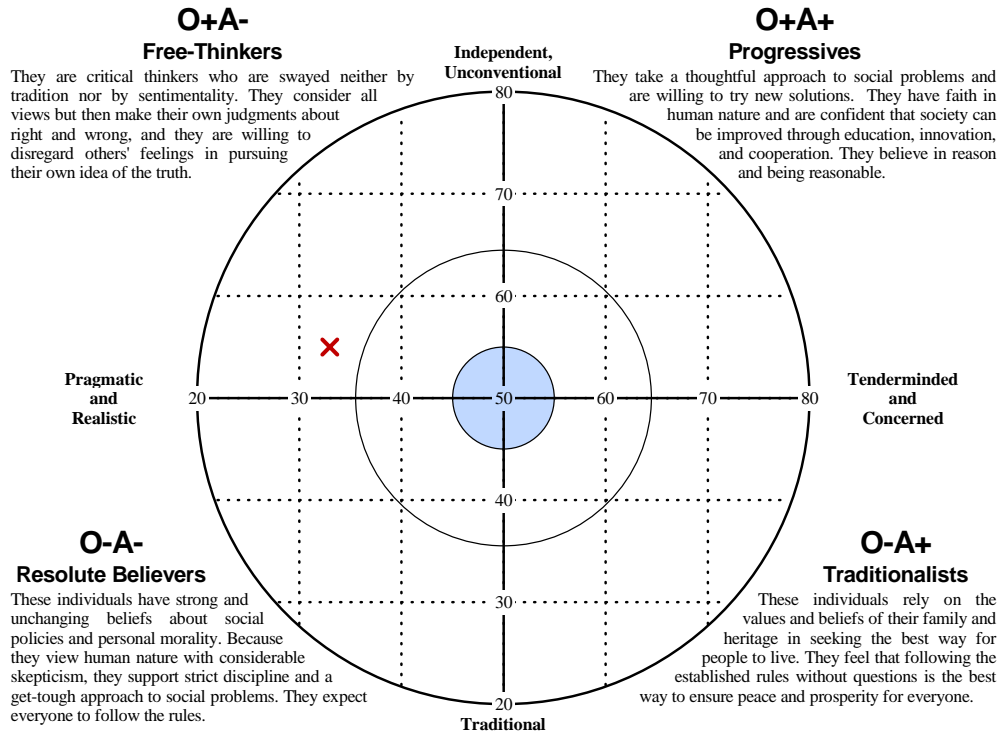 O+A-
Free-Thinkers
They are critical thinkers who are swayed neither by
tradition nor by sentimentality. They consider all
views but then make their own judgments about
right and wrong, and they are willing to
disregard others' feelings in pursuing
their own idea of the truth.
Independent,
Unconventional
O+A+
Progressives
They take a thoughtful approach to social problems and
are willing to try new solutions. They have faith in
human nature and are confident that society can
be improved through education, innovation,
and cooperation. They believe in reason
and being reasonable.
80
70
60
Pragmatic
and
Realistic
20 30 40 50 60 70 80
Tenderminded
and
Concerned
40
30
20
Traditional
O-A-
Resolute Believers
These individuals have strong and
unchanging beliefs about social
policies and personal morality. Because
they view human nature with considerable
skepticism, they support strict discipline and a
get-tough approach to social problems. They expect
everyone to follow the rules.
O-A+
Traditionalists
These individuals rely on the
values and beliefs of their family and
heritage in seeking the best way for
people to live. They feel that following the
established rules without questions is the best
way to ensure peace and prosperity for everyone.